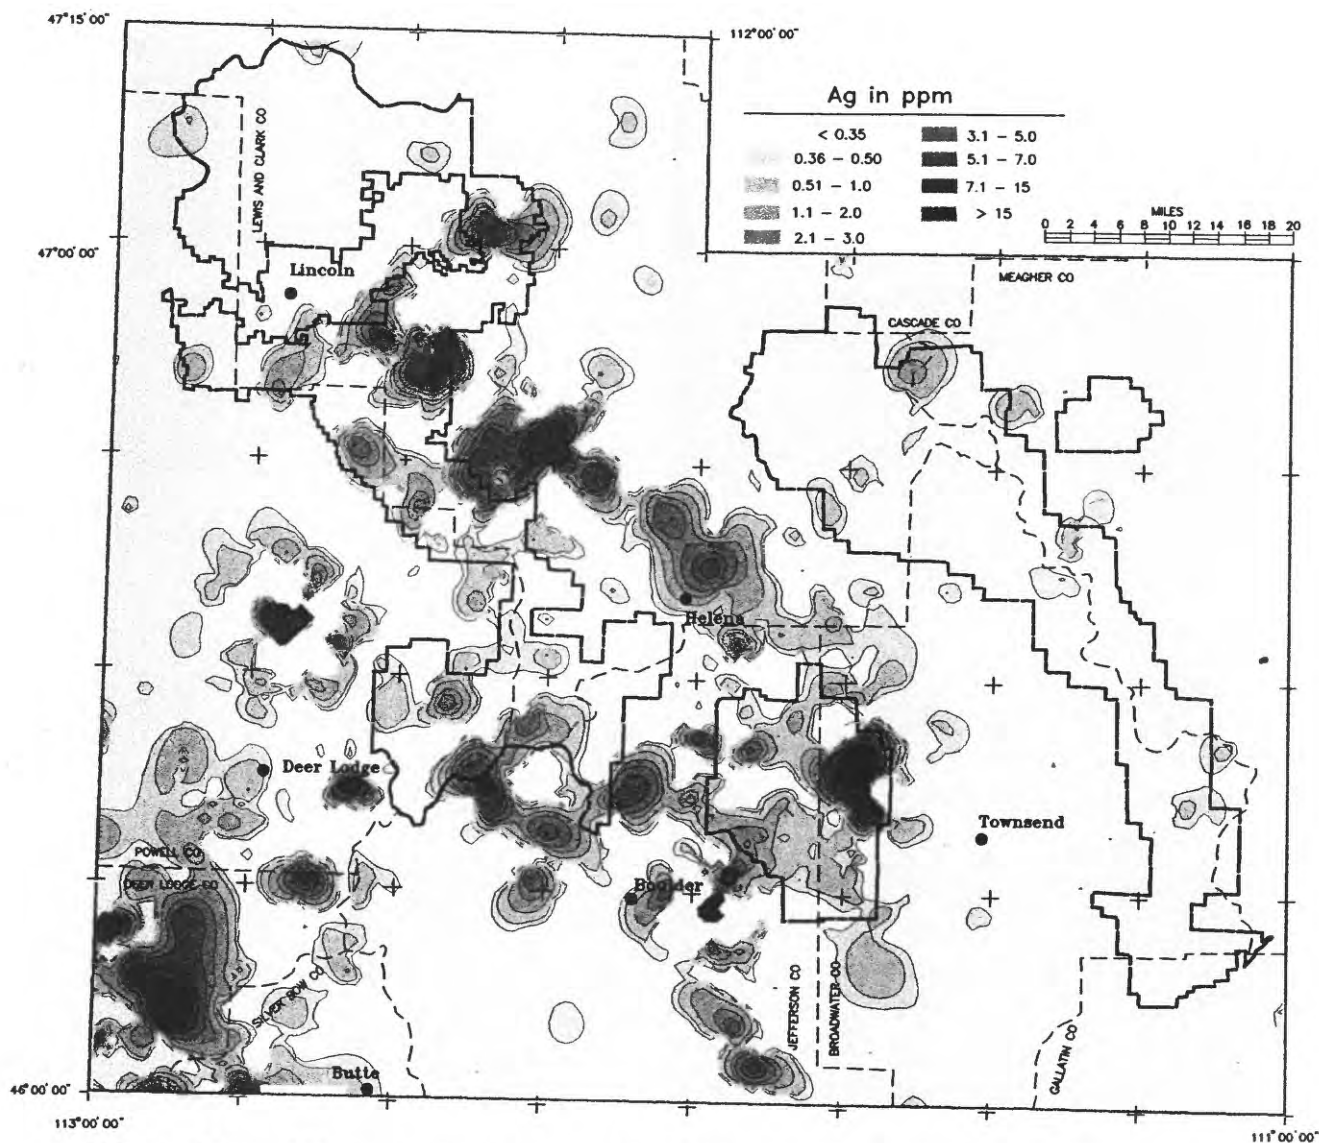 47°15' 00"
112°00' 00"
Ag in ppm
< 0.35
0.36 – 0.50
0.51 – 1.0
1.1 – 2.0
2.1 – 3.0
3.1 – 5.0
5.1 – 7.0
7.1 – 15
> 15
MILES
0 2 4 6 8 10 12 14 16 18 20
LEWIS AND CLARK CO
47°00' 00"
Lincoln
MEAGHER CO
CASCADE CO
Helena
Deer Lodge
Townsend
POWELL CO
DEER LODGE CO
Boulder
SILVER BOW CO
JEFFERSON CO
BROADWATER CO
GALLATIN CO
Butte
46°00' 00"
113°00' 00"
111°00' 00"